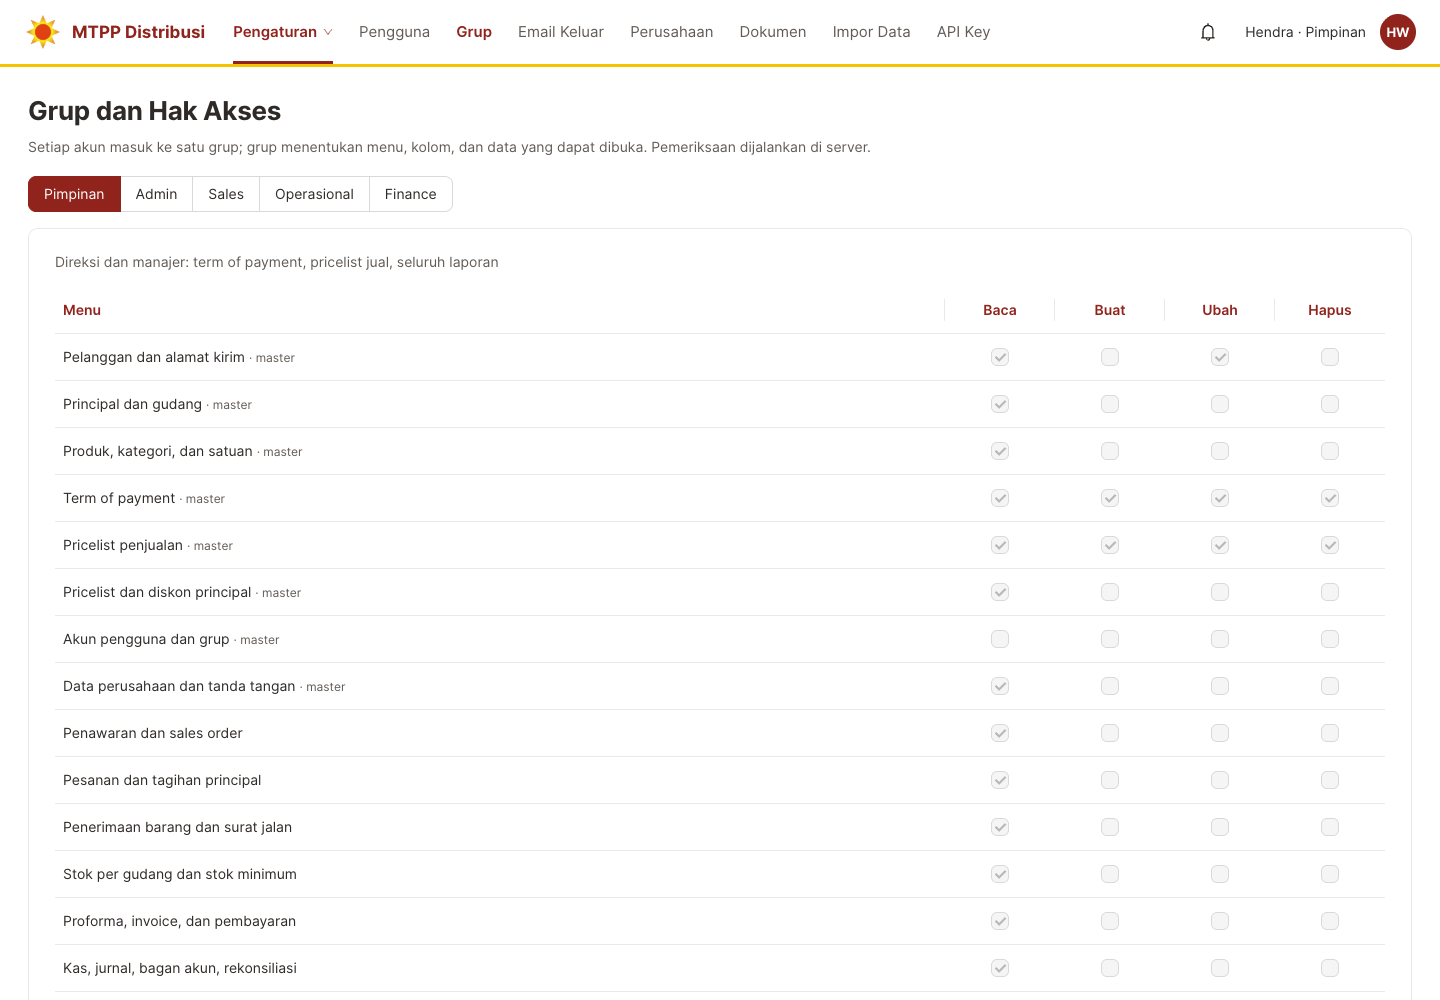 MTPP Distribusi Pengaturan Pengguna Grup Email Keluar Perusahaan Dokumen Impor Data API Key Hendra · Pimpinan HW
Grup dan Hak Akses
Setiap akun masuk ke satu grup; grup menentukan menu, kolom, dan data yang dapat dibuka. Pemeriksaan dijalankan di server.
Pimpinan Admin Sales Operasional Finance
Direksi dan manajer: term of payment, pricelist jual, seluruh laporan
Menu Baca Buat Ubah Hapus
Pelanggan dan alamat kirim · master
Principal dan gudang · master
Produk, kategori, dan satuan · master
Term of payment · master
Pricelist penjualan · master
Pricelist dan diskon principal · master
Akun pengguna dan grup · master
Data perusahaan dan tanda tangan · master
Penawaran dan sales order
Pesanan dan tagihan principal
Penerimaan barang dan surat jalan
Stok per gudang dan stok minimum
Proforma, invoice, dan pembayaran
Kas, jurnal, bagan akun, rekonsiliasi